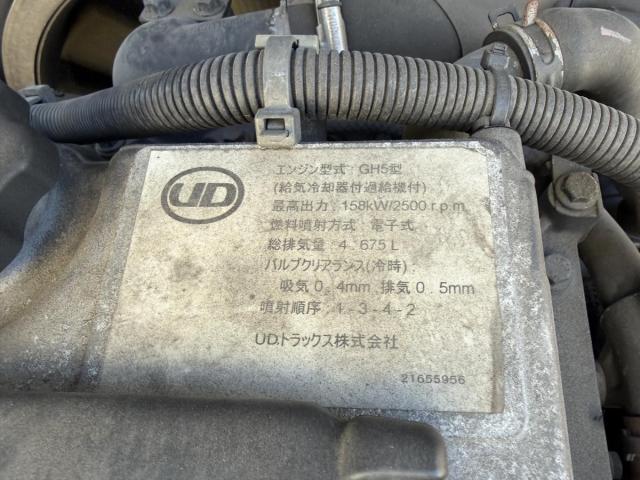 UD
エンジン型式：GH5型
(給気冷却器付過給機付)
最高出力：158kW/2500 r.p.m.
燃料噴射方式：電子式
総排気量：4.675 L
バルブクリアランス(冷時)：
吸気 0.4mm 排気 0.5mm
噴射順序：1-3-4-2
UDトラックス株式会社
21655956